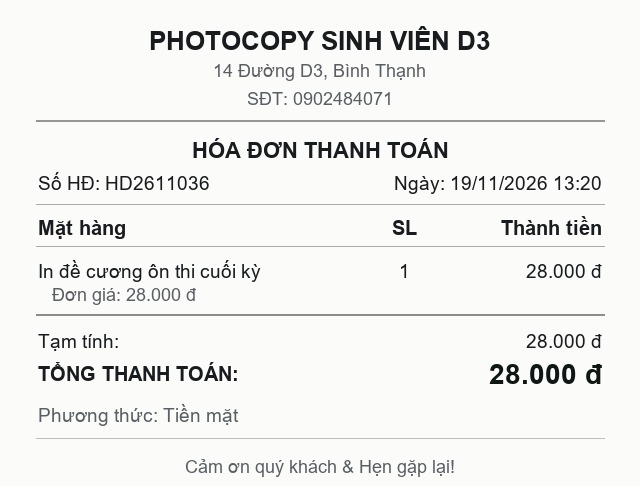 PHOTOCOPY SINH VIÊN D3
14 Đường D3, Bình Thạnh
SĐT: 0902484071
HÓA ĐƠN THANH TOÁN
Số HĐ: HD2611036 Ngày: 19/11/2026 13:20
Mặt hàng SL Thành tiền
In đề cương ôn thi cuối kỳ 1 28.000 đ
Đơn giá: 28.000 đ
Tạm tính: 28.000 đ
TỔNG THANH TOÁN: 28.000 đ
Phương thức: Tiền mặt
Cảm ơn quý khách & Hẹn gặp lại!